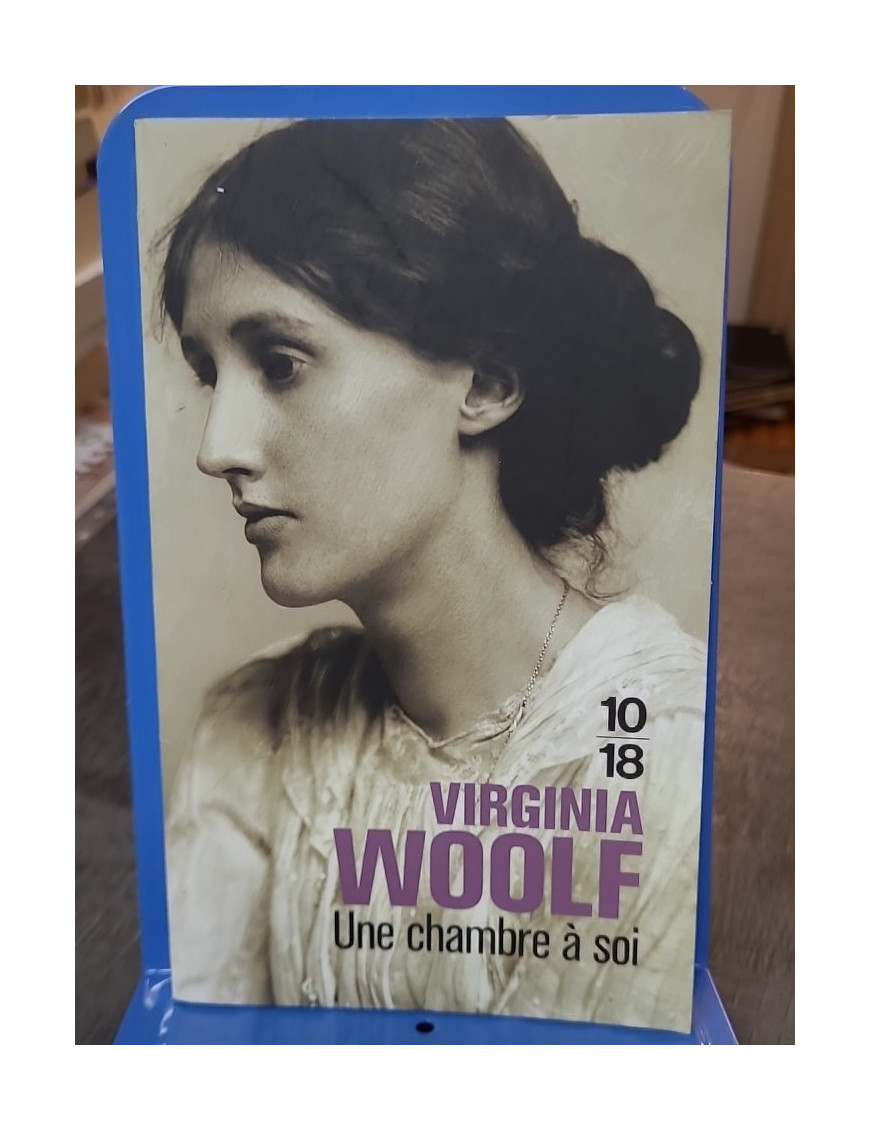 10
18
VIRGINIA
WOOLF
Une chambre à soi